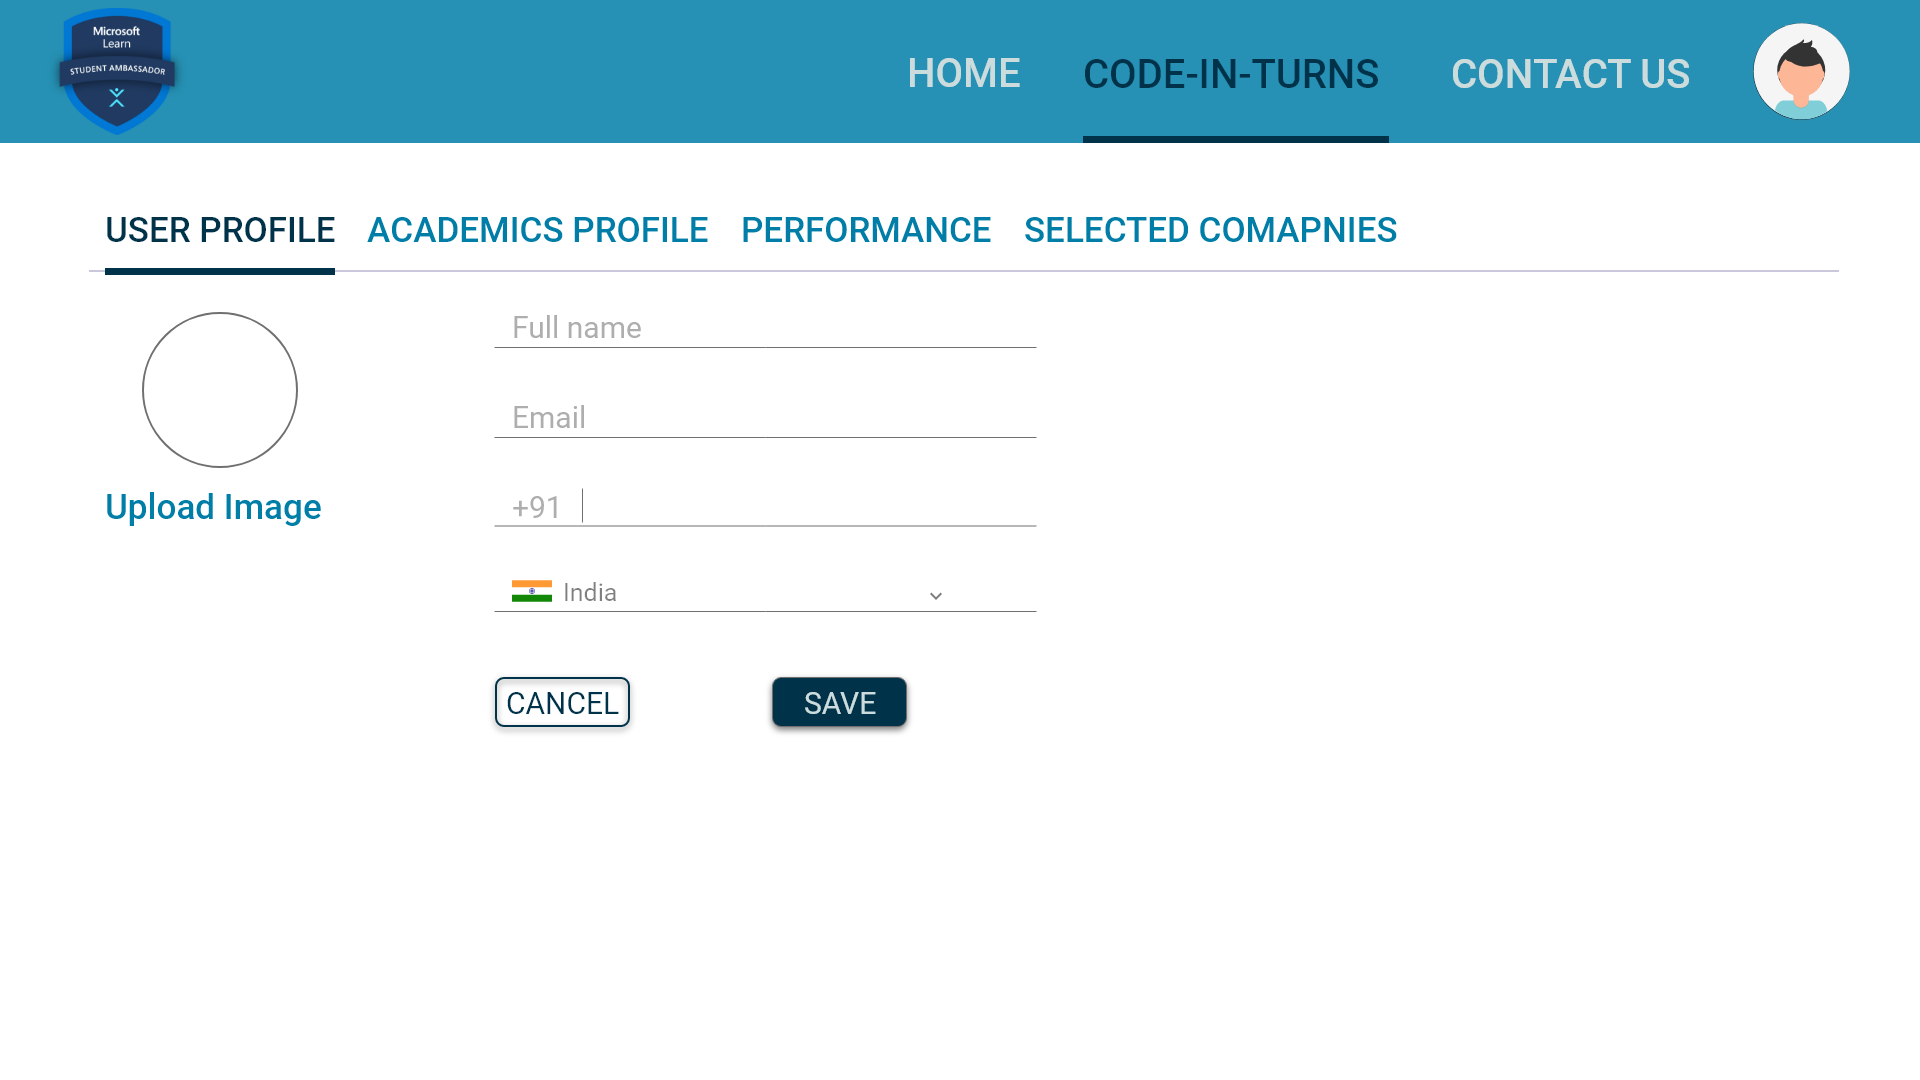 Microsoft
Learn
STUDENT AMBASSADOR
HOME CODE-IN-TURNS CONTACT US
USER PROFILE ACADEMICS PROFILE PERFORMANCE SELECTED COMAPNIES
Full name
Email
+91
Upload Image
India
CANCEL SAVE